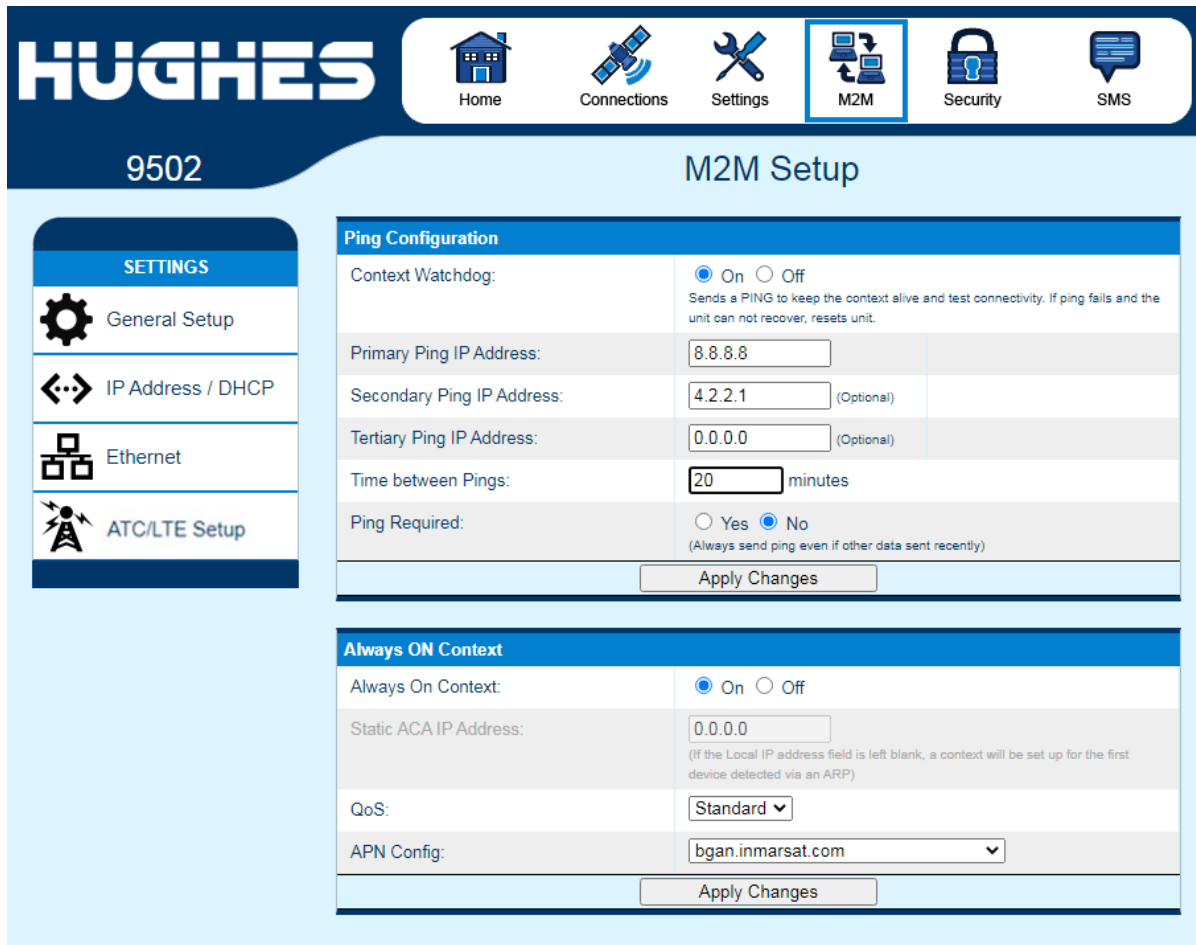 HUGHES
Home Connections Settings M2M Security SMS
9502
M2M Setup
SETTINGS
General Setup
IP Address / DHCP
Ethernet
ATC/LTE Setup
Ping Configuration
Context Watchdog: On Off
Sends a PING to keep the context alive and test connectivity. If ping fails and the
unit can not recover, resets unit.
Primary Ping IP Address: 8.8.8.8
Secondary Ping IP Address: 4.2.2.1 (Optional)
Tertiary Ping IP Address: 0.0.0.0 (Optional)
Time between Pings: 20 minutes
Ping Required: Yes No
(Always send ping even if other data sent recently)
Apply Changes
Always ON Context
Always On Context: On Off
Static ACA IP Address: 0.0.0.0
(If the Local IP address field is left blank, a context will be set up for the first
device detected via an ARP)
QoS: Standard
APN Config: bgan.inmarsat.com
Apply Changes